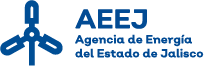 AEEJ
Agencia de Energía
del Estado de Jalisco